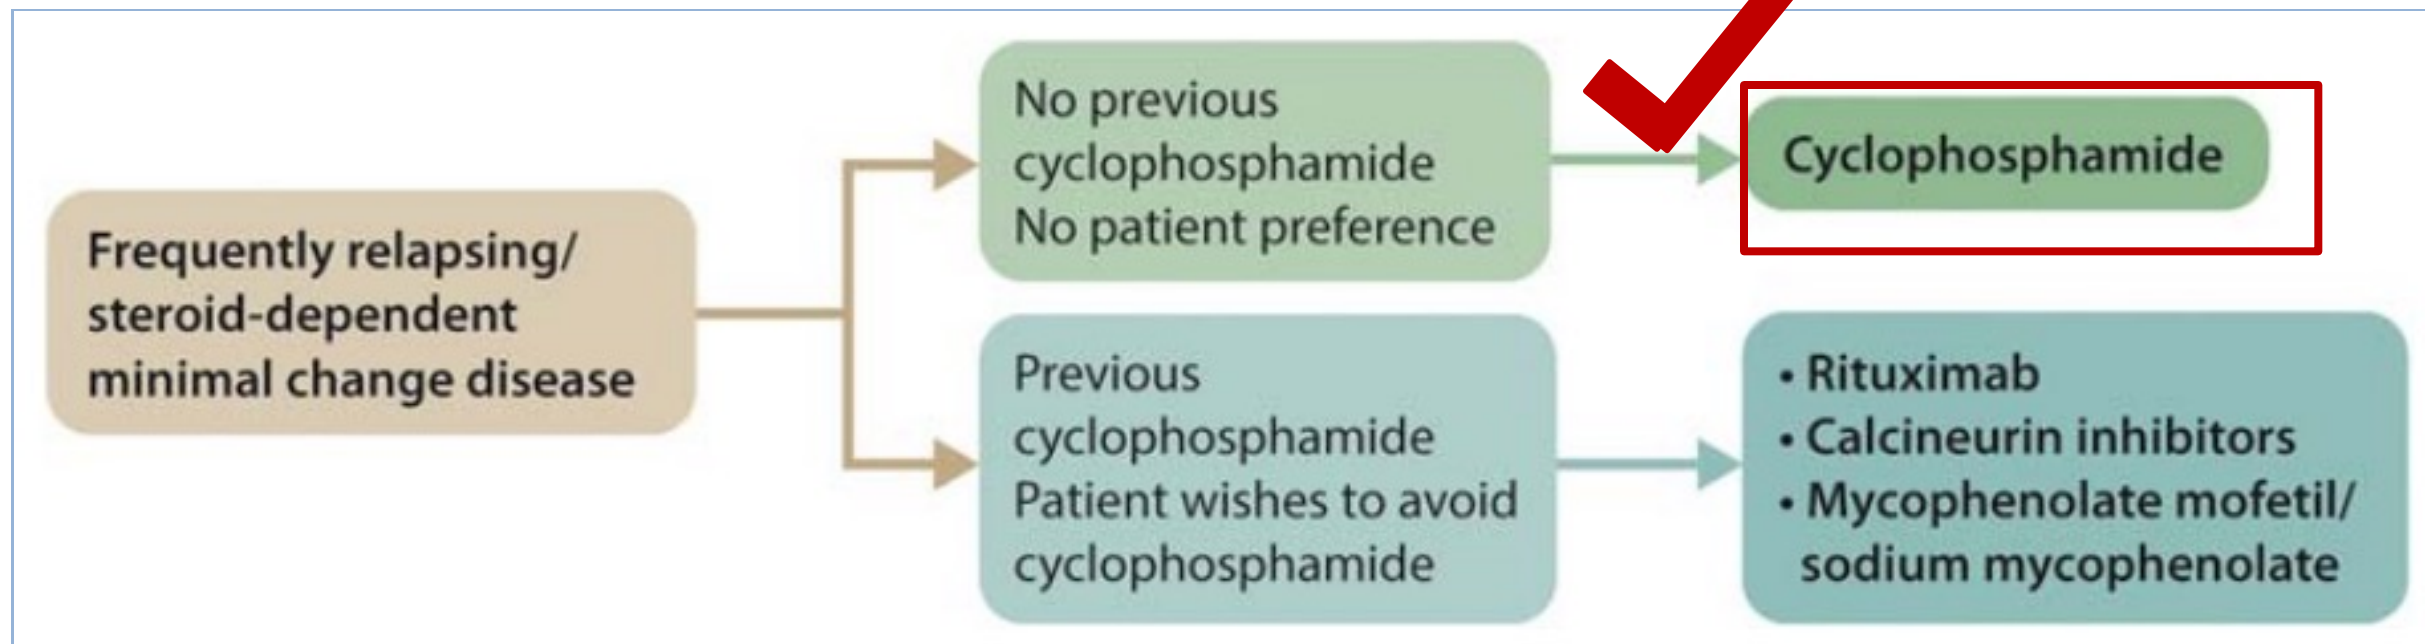 Frequently relapsing/
steroid-dependent
minimal change disease
No previous
cyclophosphamide
No patient preference
Cyclophosphamide
Previous
cyclophosphamide
Patient wishes to avoid
cyclophosphamide
• Rituximab
• Calcineurin inhibitors
• Mycophenolate mofetil/
sodium mycophenolate